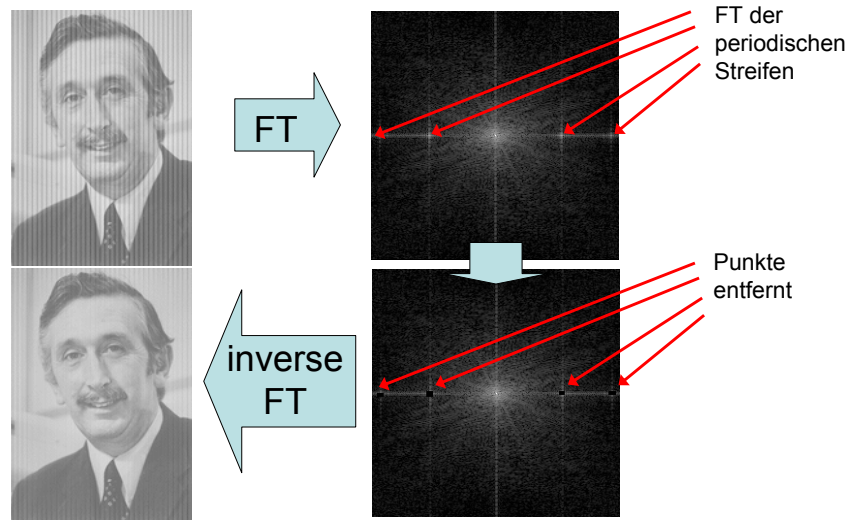 FT
FT der
periodischen
Streifen
Punkte
entfernt
inverse
FT